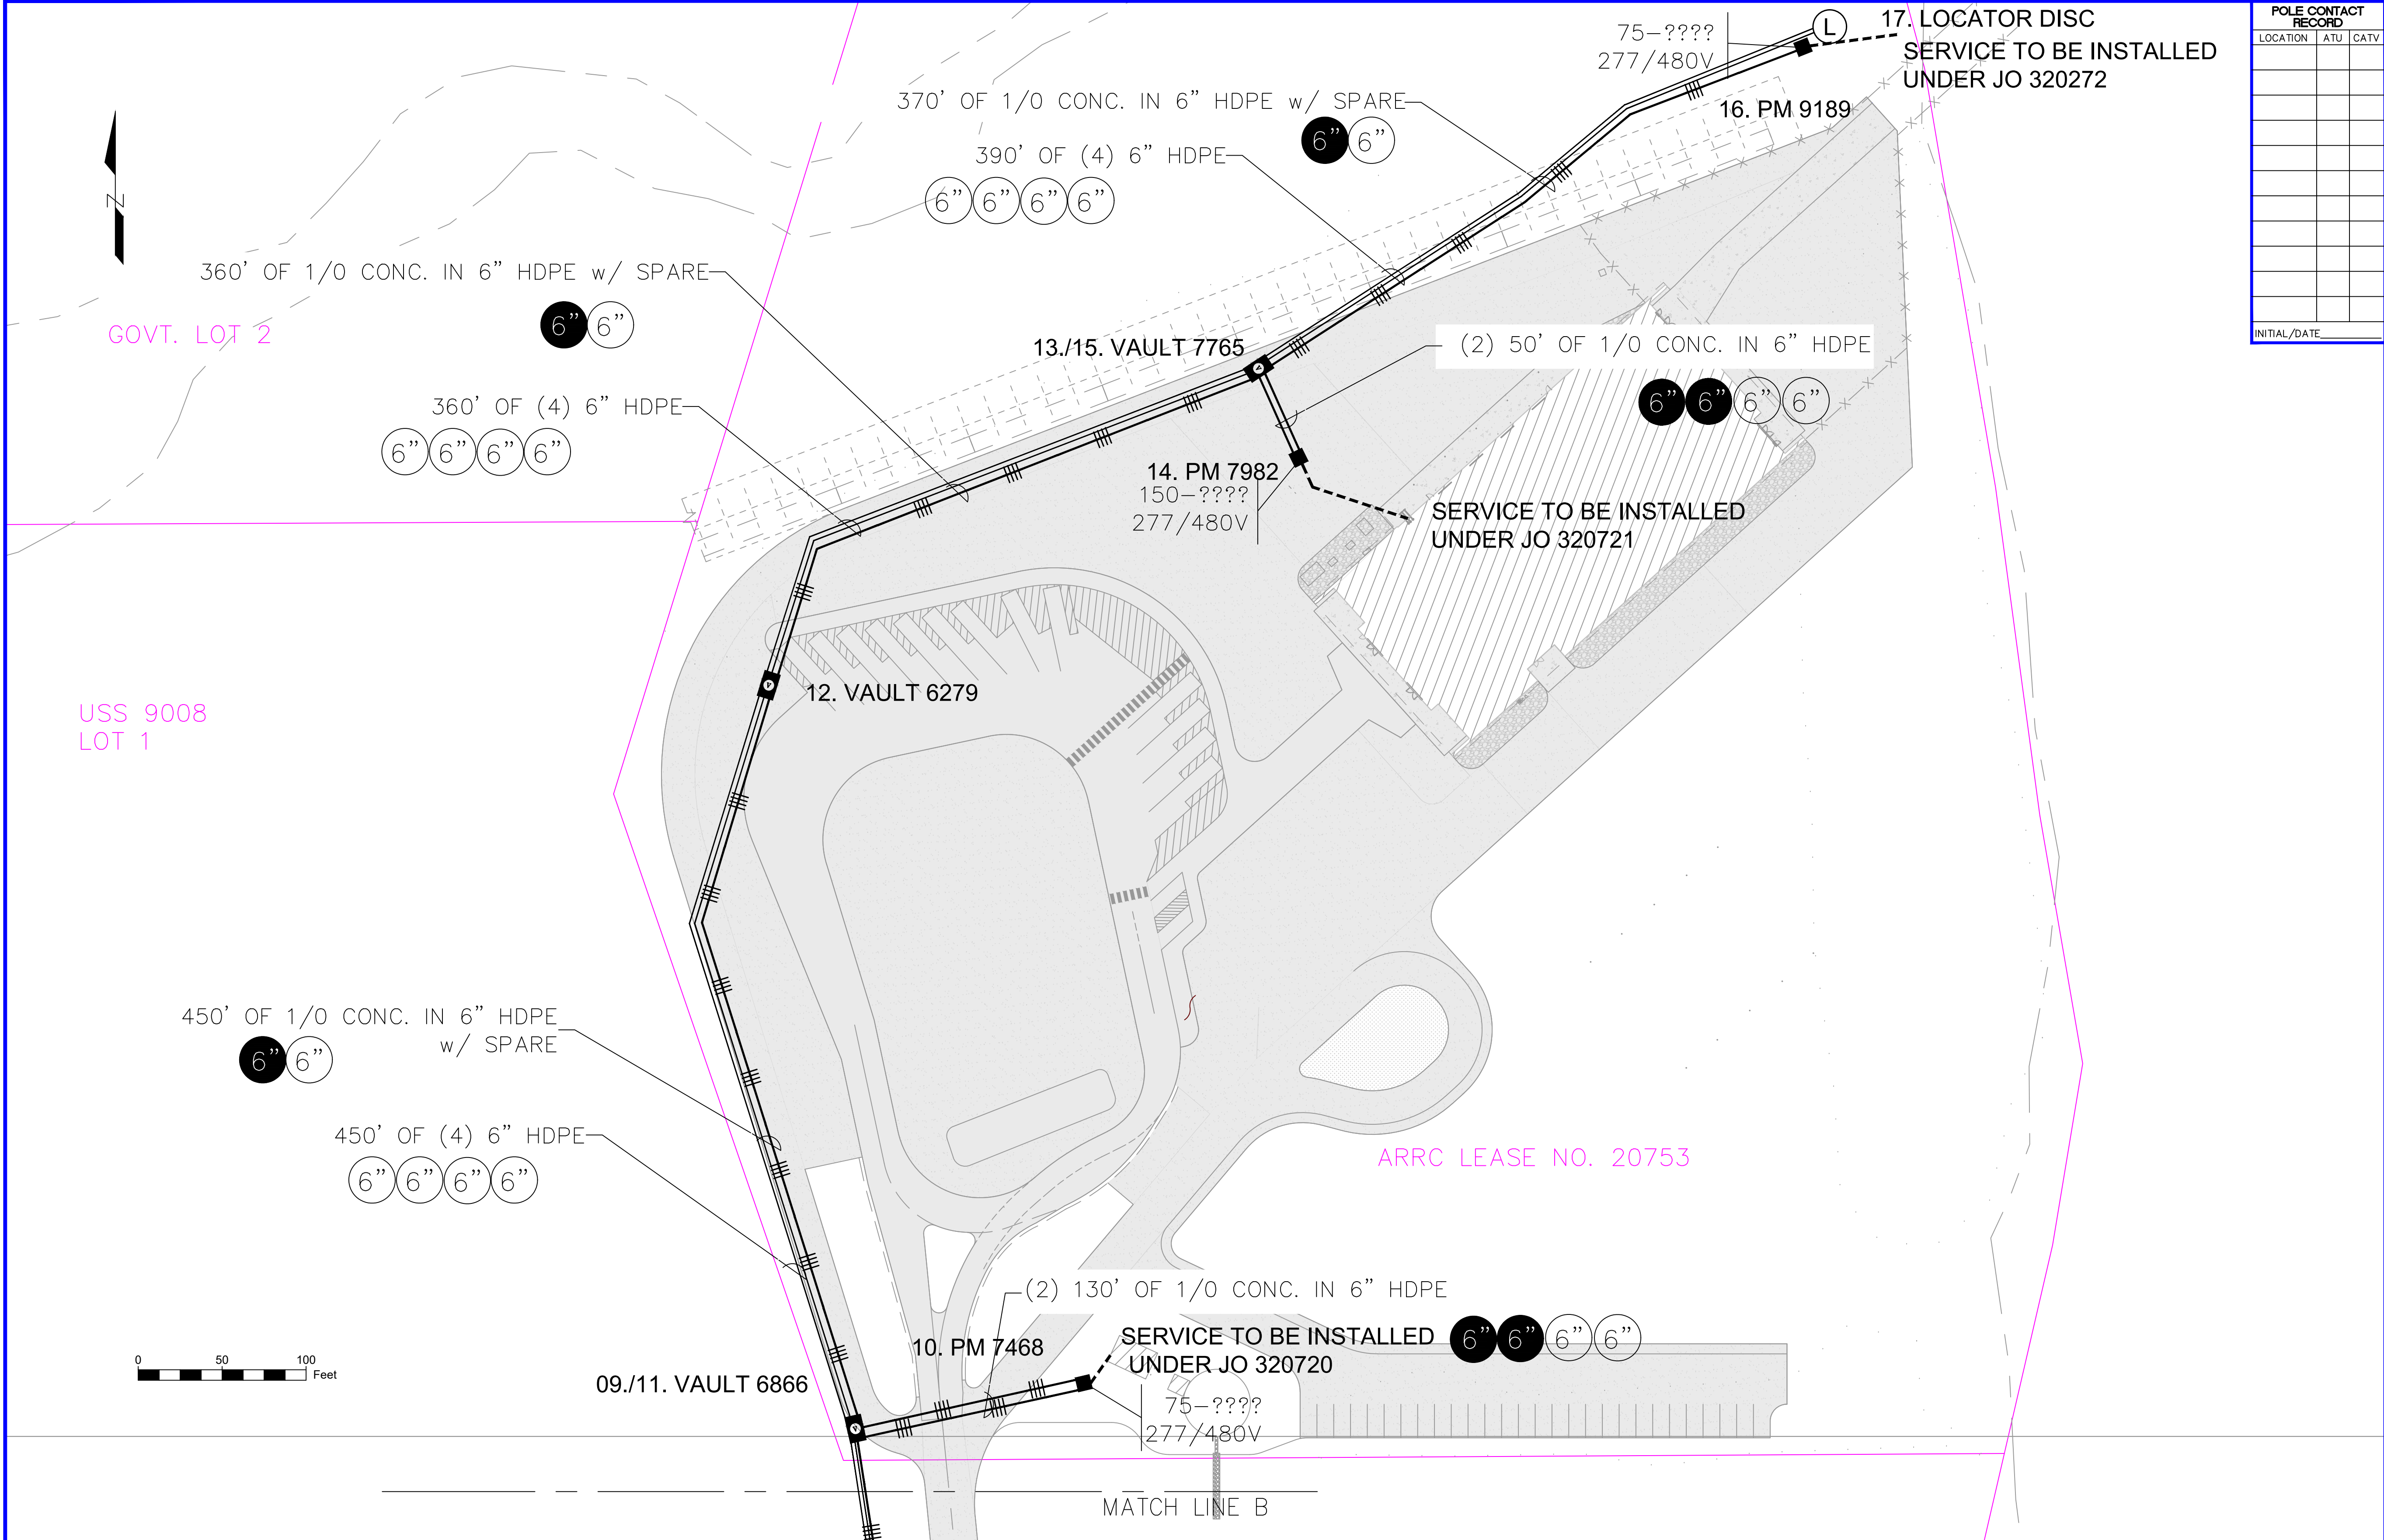 POLE CONTACT
RECORD
LOCATION ATU CATV
INITIAL/DATE__________
17. LOCATOR DISC
L
SERVICE TO BE INSTALLED
UNDER JO 320272
75-????
277/480V
16. PM 9189
370' OF 1/0 CONC. IN 6" HDPE w/ SPARE
6" 6"
390' OF (4) 6" HDPE
6" 6" 6" 6"
N
360' OF 1/0 CONC. IN 6" HDPE w/ SPARE
6" 6"
GOVT. LOT 2
13./15. VAULT 7765
(2) 50' OF 1/0 CONC. IN 6" HDPE
6" 6" 6" 6"
360' OF (4) 6" HDPE
6" 6" 6" 6"
14. PM 7982
150-????
277/480V
SERVICE TO BE INSTALLED
UNDER JO 320721
12. VAULT 6279
USS 9008
LOT 1
450' OF 1/0 CONC. IN 6" HDPE
w/ SPARE
6" 6"
450' OF (4) 6" HDPE
6" 6" 6" 6"
ARRC LEASE NO. 20753
(2) 130' OF 1/0 CONC. IN 6" HDPE
10. PM 7468
SERVICE TO BE INSTALLED
UNDER JO 320720
6" 6" 6" 6"
0 50 100
Feet
09./11. VAULT 6866
75-????
277/480V
MATCH LINE B